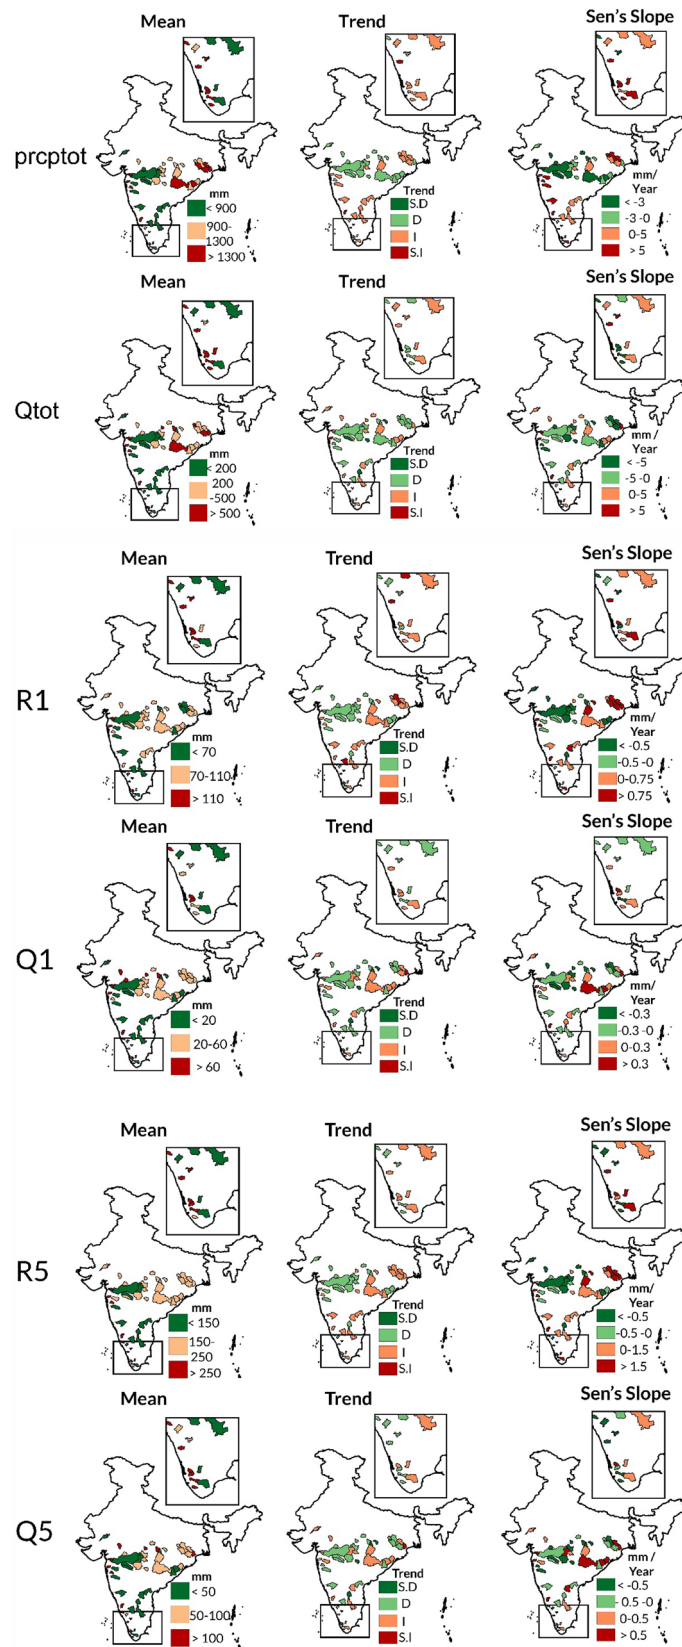 Mean Trend Sen's Slope
prcptot
mm
< 900
900-
1300
> 1300
Trend
S.D
D
I
S.I
mm/
Year
< -3
-3 -0
0-5
> 5
Mean Trend Sen's Slope
Qtot
mm
< 200
200
-500
> 500
Trend
S.D
D
I
S.I
mm /
Year
< -5
-5 -0
0-5
> 5
Mean Trend Sen's Slope
R1
mm
< 70
70-110
> 110
Trend
S.D
D
I
S.I
mm/
Year
< -0.5
-0.5 -0
0-0.75
> 0.75
Mean Trend Sen's Slope
Q1
mm
< 20
20-60
> 60
Trend
S.D
D
I
S.I
mm/
Year
< -0.3
-0.3 -0
0-0.3
> 0.3
Mean Trend Sen's Slope
R5
mm
< 150
150-
250
> 250
Trend
S.D
D
I
S.I
mm /
Year
< -0.5
-0.5 -0
0-1.5
> 1.5
Mean Trend Sen's Slope
Q5
mm
< 50
50-100
> 100
Trend
S.D
D
I
S.I
mm /
Year
< -0.5
0.5 -0
0-0.5
> 0.5